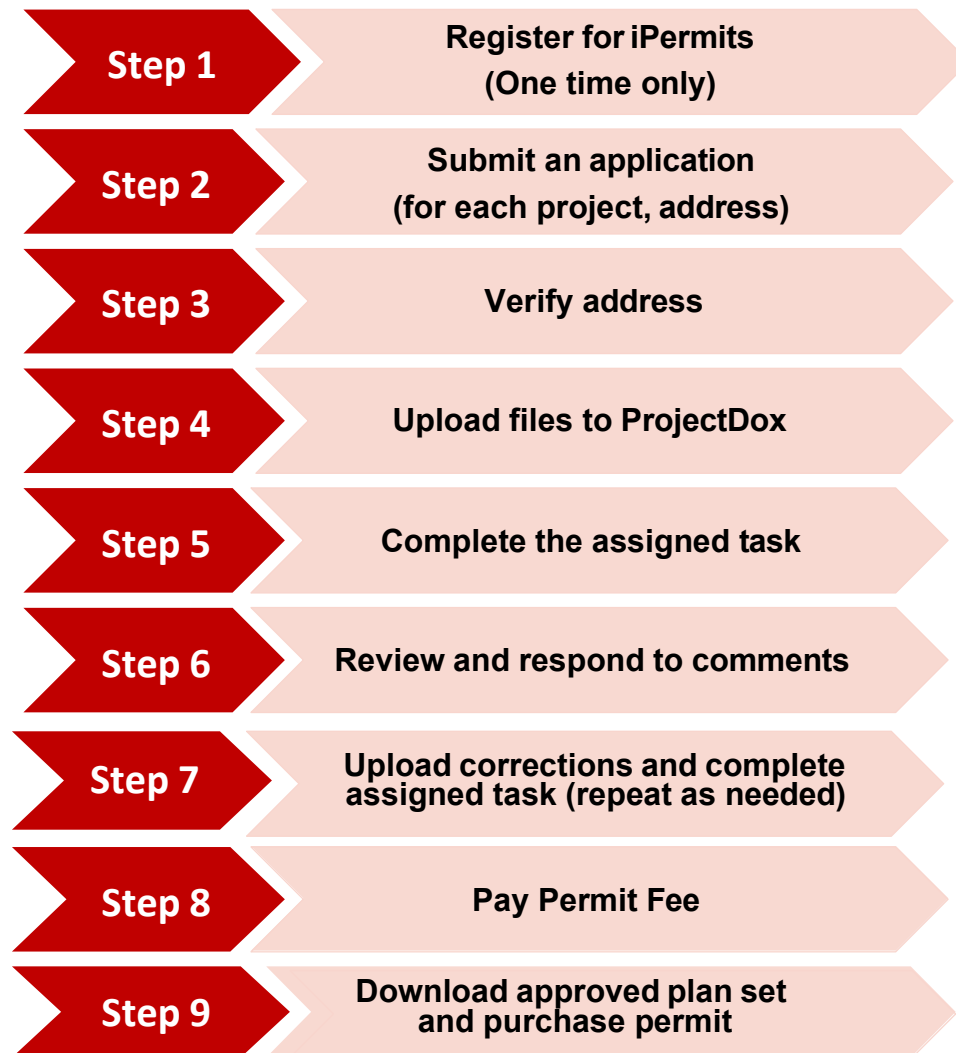 Step 1
Register for iPermits
(One time only)
Step 2
Submit an application
(for each project, address)
Step 3
Verify address
Step 4
Upload files to ProjectDox
Step 5
Complete the assigned task
Step 6
Review and respond to comments
Step 7
Upload corrections and complete
assigned task (repeat as needed)
Step 8
Pay Permit Fee
Step 9
Download approved plan set
and purchase permit